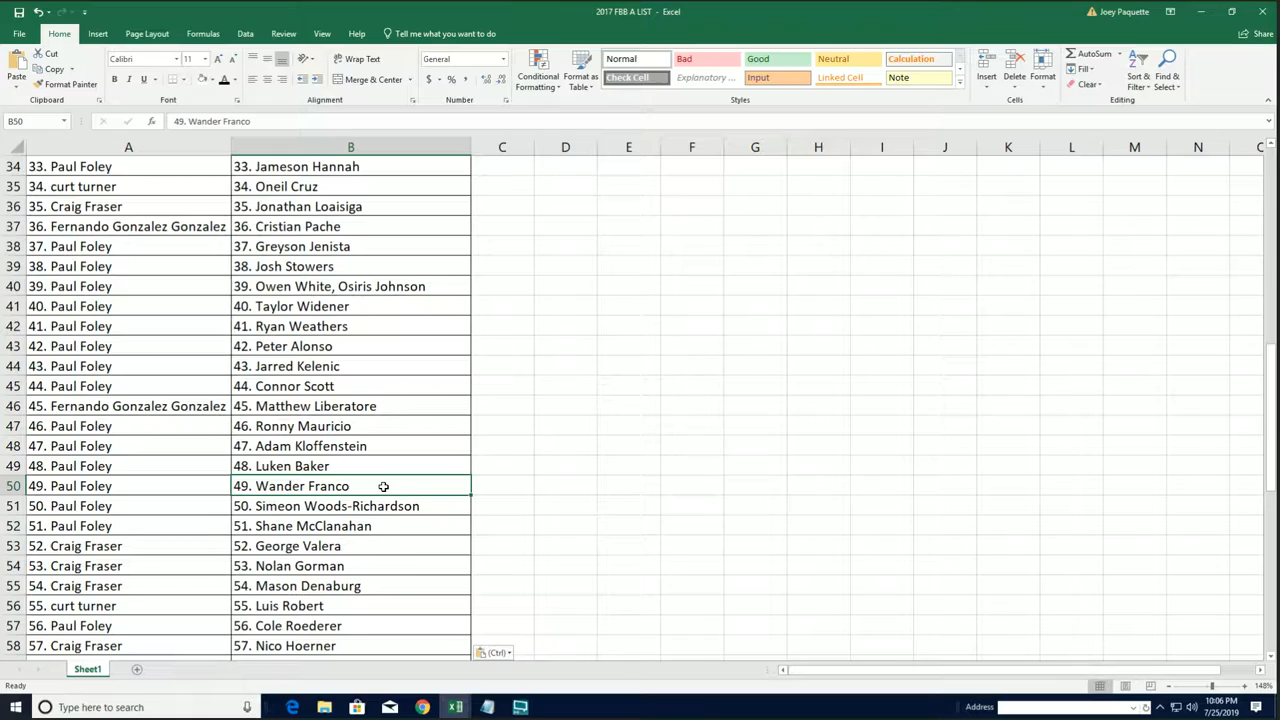 2017 FBB A LIST - Excel
Joey Paquette
File Home Insert Page Layout Formulas Data Review View Help Tell me what you want to do Share
Paste Cut Copy Format Painter Clipboard
Calibri 11 B I U A Font
Wrap Text Merge & Center Alignment
General $ % , Number
Conditional Formatting Format as Table
Normal Bad Good Neutral Calculation
Check Cell Explanatory ... Input Linked Cell Note
Styles
Insert Delete Format Cells
AutoSum Fill Clear Sort & Filter Find & Select Editing
B50 fx 49. Wander Franco
A B C D E F G H I J K L M N
34 33. Paul Foley 33. Jameson Hannah
35 34. curt turner 34. Oneil Cruz
36 35. Craig Fraser 35. Jonathan Loaisiga
37 36. Fernando Gonzalez Gonzalez 36. Cristian Pache
38 37. Paul Foley 37. Greyson Jenista
39 38. Paul Foley 38. Josh Stowers
40 39. Paul Foley 39. Owen White, Osiris Johnson
41 40. Paul Foley 40. Taylor Widener
42 41. Paul Foley 41. Ryan Weathers
43 42. Paul Foley 42. Peter Alonso
44 43. Paul Foley 43. Jarred Kelenic
45 44. Paul Foley 44. Connor Scott
46 45. Fernando Gonzalez Gonzalez 45. Matthew Liberatore
47 46. Paul Foley 46. Ronny Mauricio
48 47. Paul Foley 47. Adam Kloffenstein
49 48. Paul Foley 48. Luken Baker
50 49. Paul Foley 49. Wander Franco
51 50. Paul Foley 50. Simeon Woods-Richardson
52 51. Paul Foley 51. Shane McClanahan
53 52. Craig Fraser 52. George Valera
54 53. Craig Fraser 53. Nolan Gorman
55 54. Craig Fraser 54. Mason Denaburg
56 55. curt turner 55. Luis Robert
57 56. Paul Foley 56. Cole Roederer
58 57. Craig Fraser 57. Nico Hoerner
(Ctrl)
Sheet1
Ready 148%
Type here to search Address 10:06 PM
7/25/2019